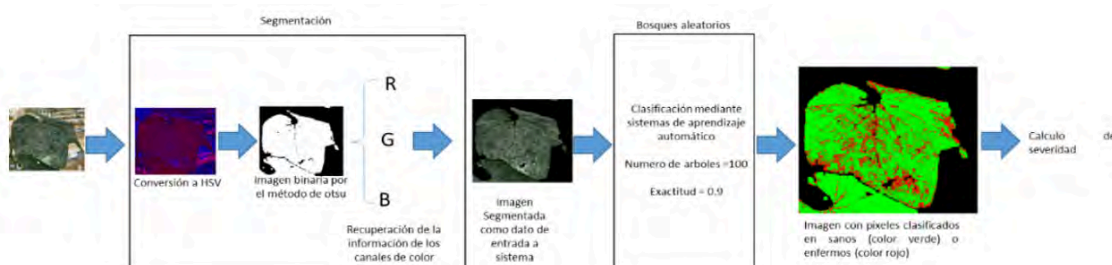 Segmentación
Bosques aleatorios
Conversión a HSV
Imagen binaria por
el método de otsu
R
G
B
Recuperación de la
información de los
canales de color
Imagen
Segmentada
como dato de
entrada a
sistema
Clasificación mediante
sistemas de aprendizaje
automático
Numero de arboles =100
Exactitud = 0.9
Imagen con pixeles clasificados
en sanos (color verde) o
enfermos (color rojo)
Calculo de
severidad